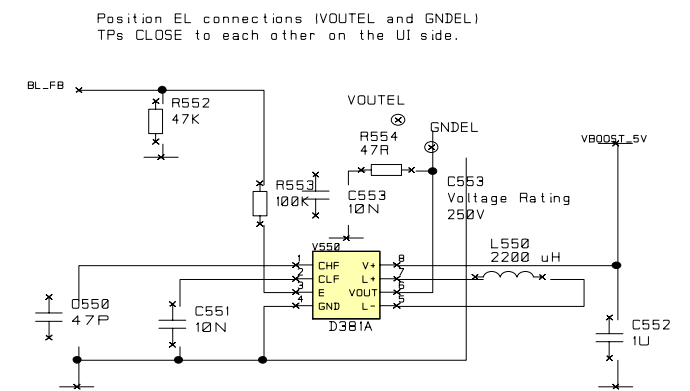 Position EL connections (VOUTEL and GNDEL)
TPs CLOSE to each other on the UI side.
BL_FB
R552
47K
VOUTEL
GNDEL
R554
47R
VBOOST_5V
R553
100K
C553
10N
C553
Voltage Rating
250V
V550
L550
2200 uH
1 CHF V+ 8
2 CLF L+ 7
3 E VOUT 6
4 GND L- 5
D381A
C550
47P
C551
10N
C552
1U